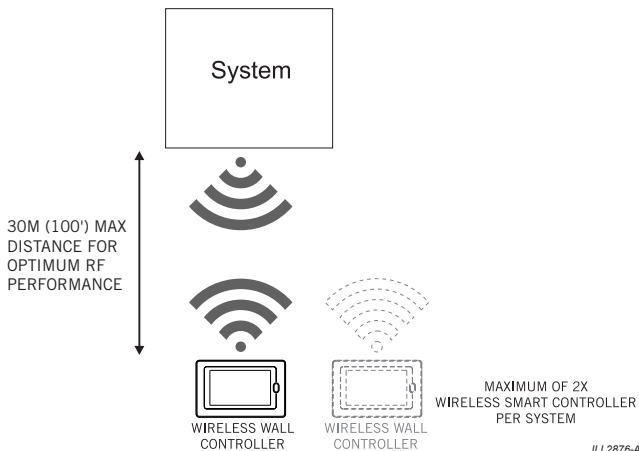 System
30M (100') MAX
DISTANCE FOR
OPTIMUM RF
PERFORMANCE
WIRELESS WALL
CONTROLLER
WIRELESS WALL
CONTROLLER
MAXIMUM OF 2X
WIRELESS SMART CONTROLLER
PER SYSTEM
ILL2876-A